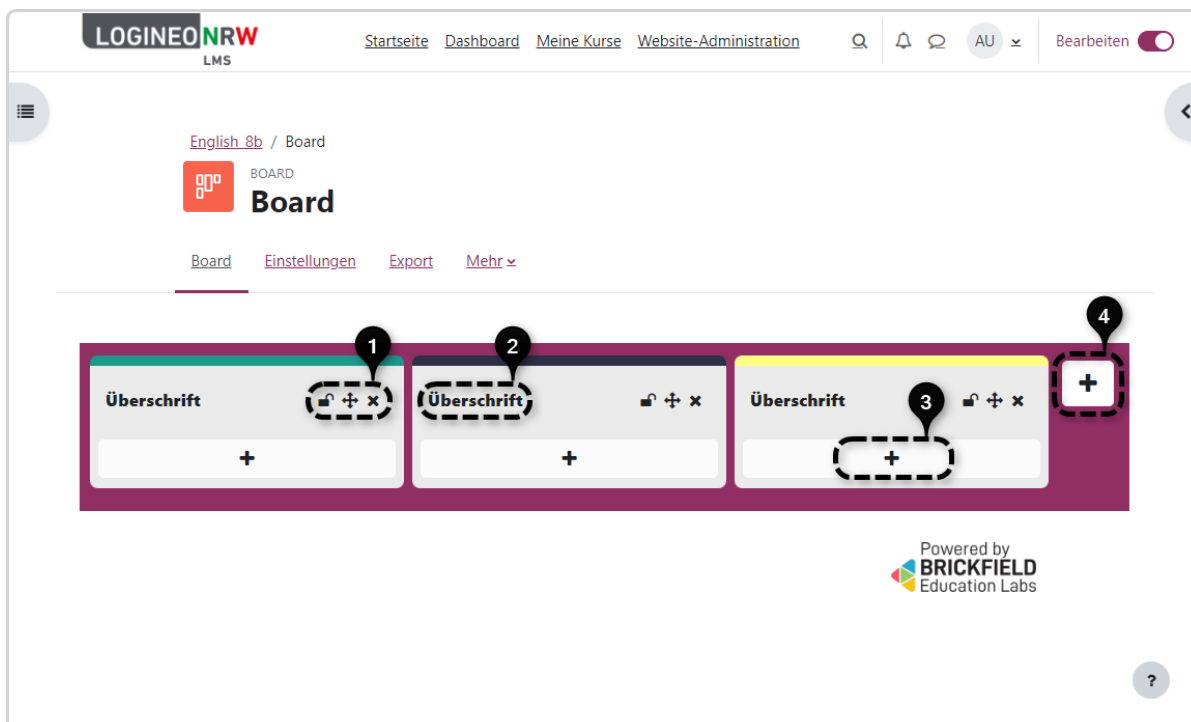 LOGINEO NRW
LMS
Startseite Dashboard Meine Kurse Website-Administration AU Bearbeiten
English 8b / Board
BOARD
Board
Board Einstellungen Export Mehr
1 2 3 4
Überschrift Überschrift Überschrift
Powered by
BRICKFIELD
Education Labs
?